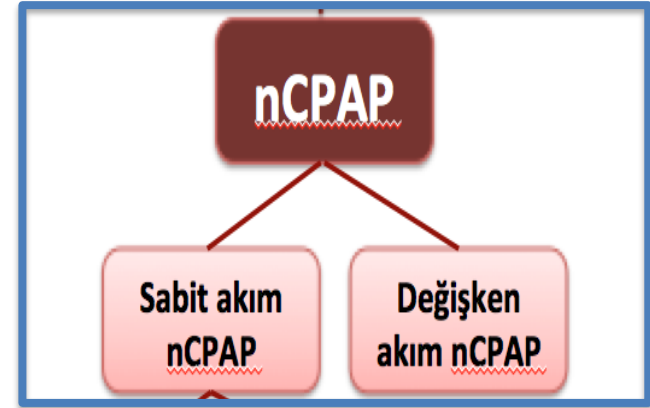 nCPAP
Sabit akım
nCPAP
Değişken
akım nCPAP